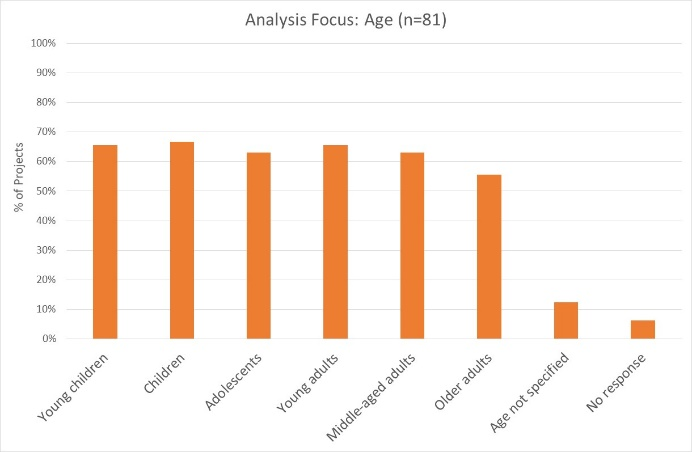 Analysis Focus: Age (n=81)
100%
90%
80%
70%
60%
50%
40%
30%
20%
10%
0%
% of Projects
Young children
Children
Adolescents
Young adults
Middle-aged adults
Older adults
Age not specified
No response